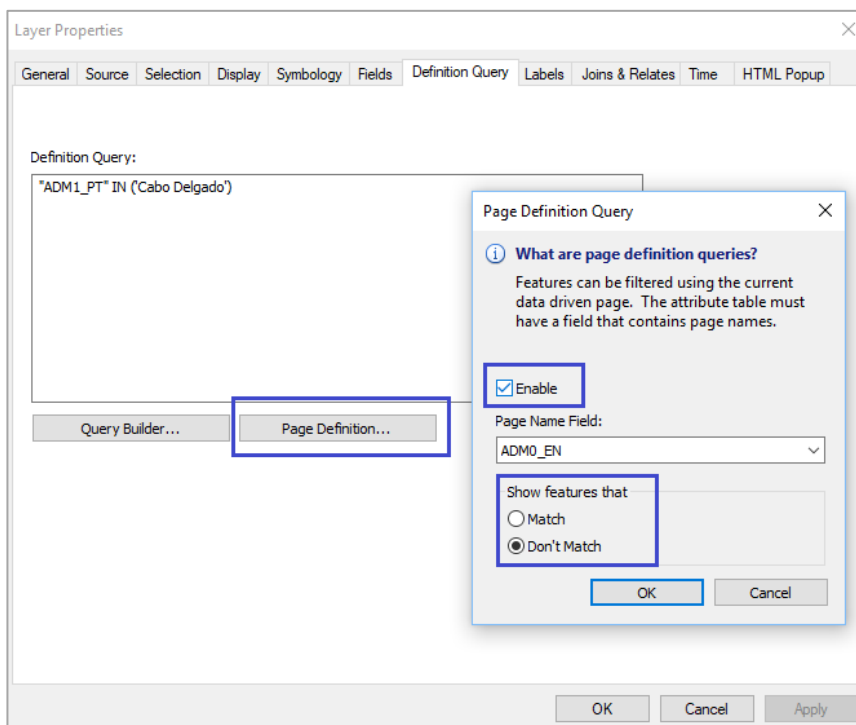 Layer Properties
General Source Selection Display Symbology Fields Definition Query Labels Joins & Relates Time HTML Popup
Definition Query:
"ADM1_PT" IN ('Cabo Delgado')
Query Builder...
Page Definition...
Page Definition Query
What are page definition queries?
Features can be filtered using the current
data driven page. The attribute table must
have a field that contains page names.
Enable
Page Name Field:
ADM0_EN
Show features that
Match
Don't Match
OK Cancel
OK Cancel Apply